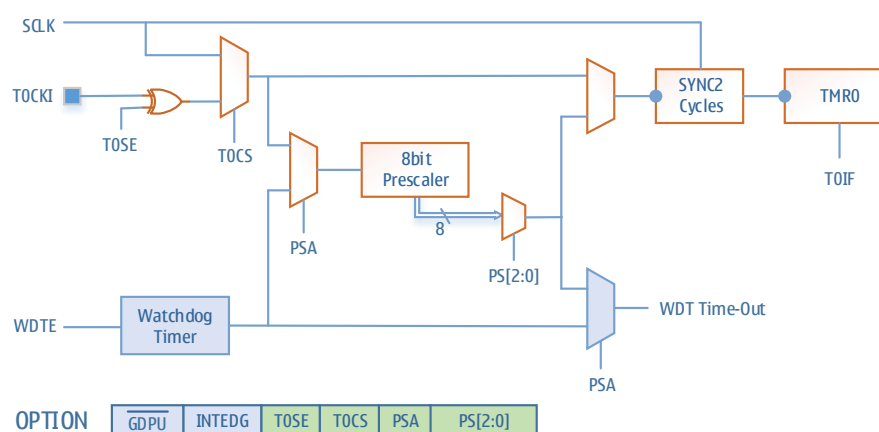 SCLK
SYNC2
Cycles
TMR0
T0CKI
T0SE
T0CS
8bit
Prescaler
T0IF
8
PSA
PS[2:0]
WDTE
Watchdog
Timer
WDT Time-Out
PSA
OPTION GDPU INTEDG T0SE T0CS PSA PS[2:0]